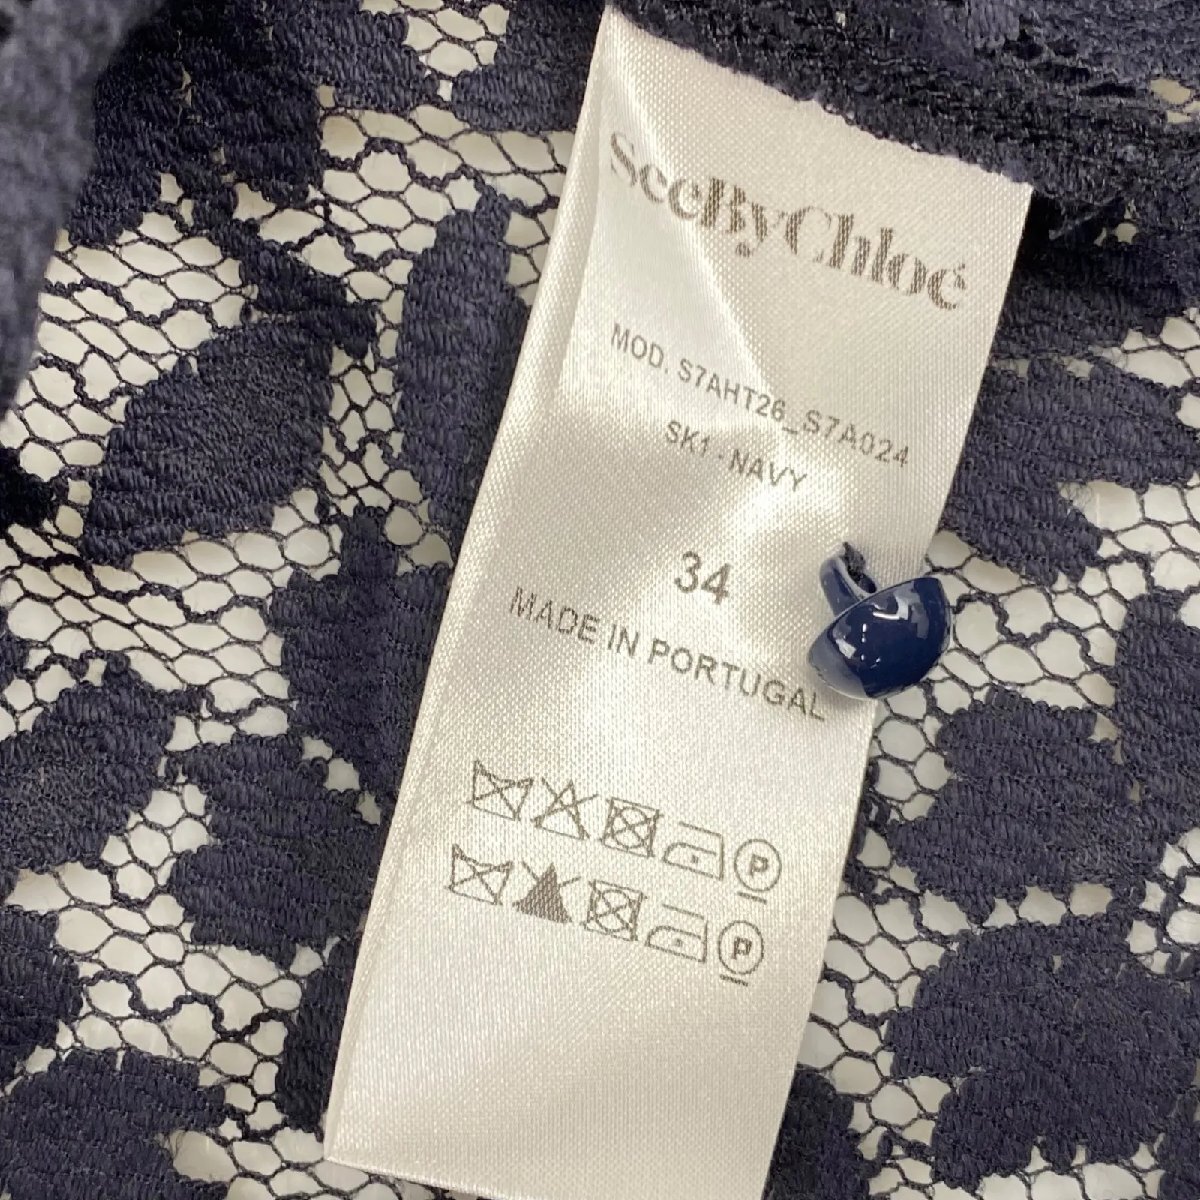 SeeByChloé
MOD. S7AHT26_S7A024
SK1 - NAVY
34
MADE IN PORTUGAL
P
P